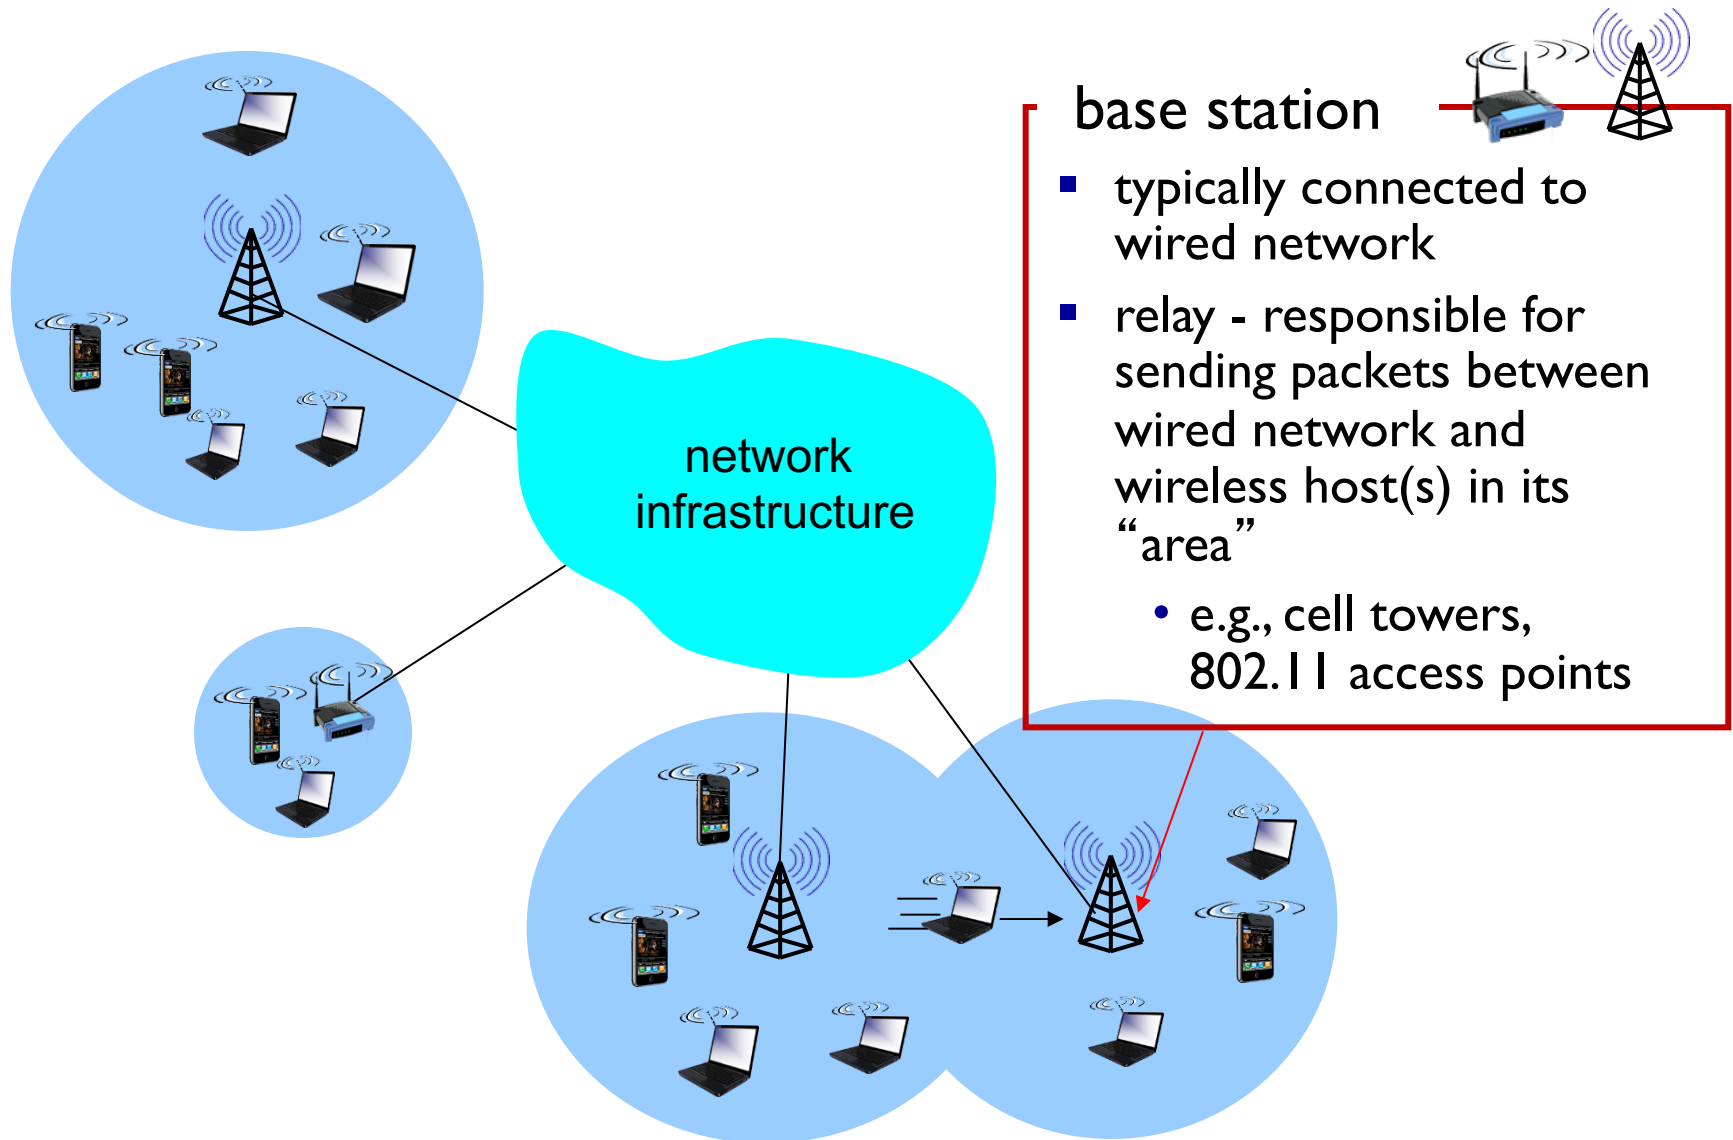 base station
▪ typically connected to
wired network
▪ relay - responsible for
sending packets between
wired network and
wireless host(s) in its
“area”
• e.g., cell towers,
802.11 access points
network
infrastructure